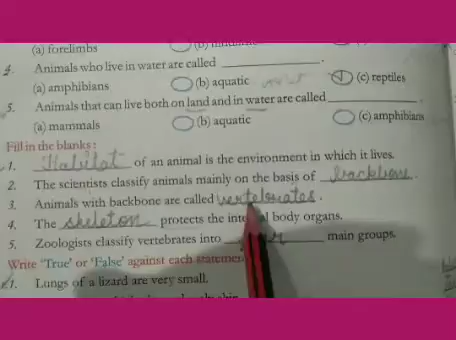 (a) forelimbs
4. Animals who live in water are called ____________.
(a) amphibians (b) aquatic (c) reptiles
5. Animals that can live both on land and in water are called____________.
(a) mammals (b) aquatic (c) amphibians
Fill in the blanks :
1. Habitat of an animal is the environment in which it lives.
2. The scientists classify animals mainly on the basis of backbone.
3. Animals with backbone are called vertebrates.
4. The skeleton protects the body organs.
5. Zoologists classify vertebrates into main groups.
Write 'True' or 'False' against each
1. Lungs of a lizard are very small.